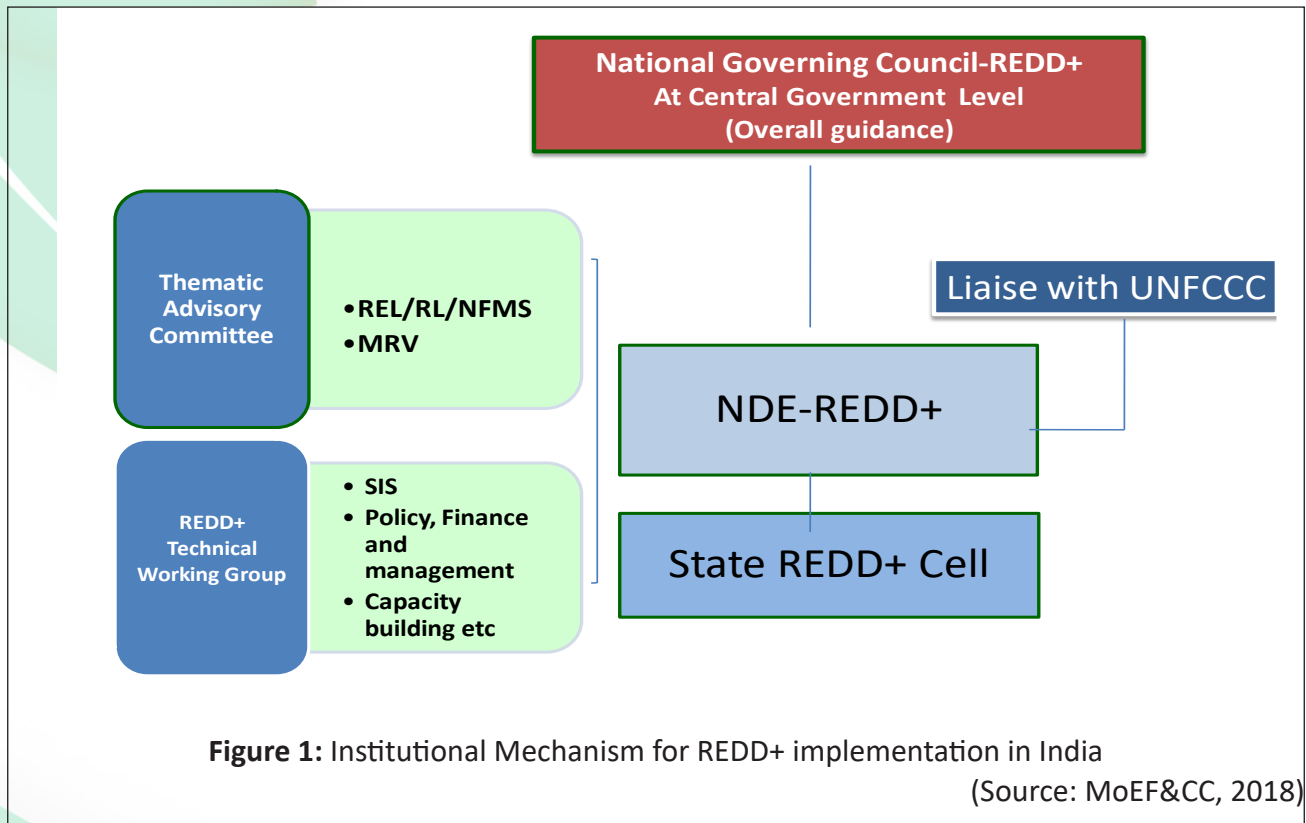 National Governing Council-REDD+
At Central Government Level
(Overall guidance)
Thematic
Advisory
Committee
•REL/RL/NFMS
•MRV
Liaise with UNFCCC
NDE-REDD+
REDD+
Technical
Working Group
• SIS
• Policy, Finance
and
management
• Capacity
building etc
State REDD+ Cell
Figure 1: Institutional Mechanism for REDD+ implementation in India
(Source: MoEF&CC, 2018)